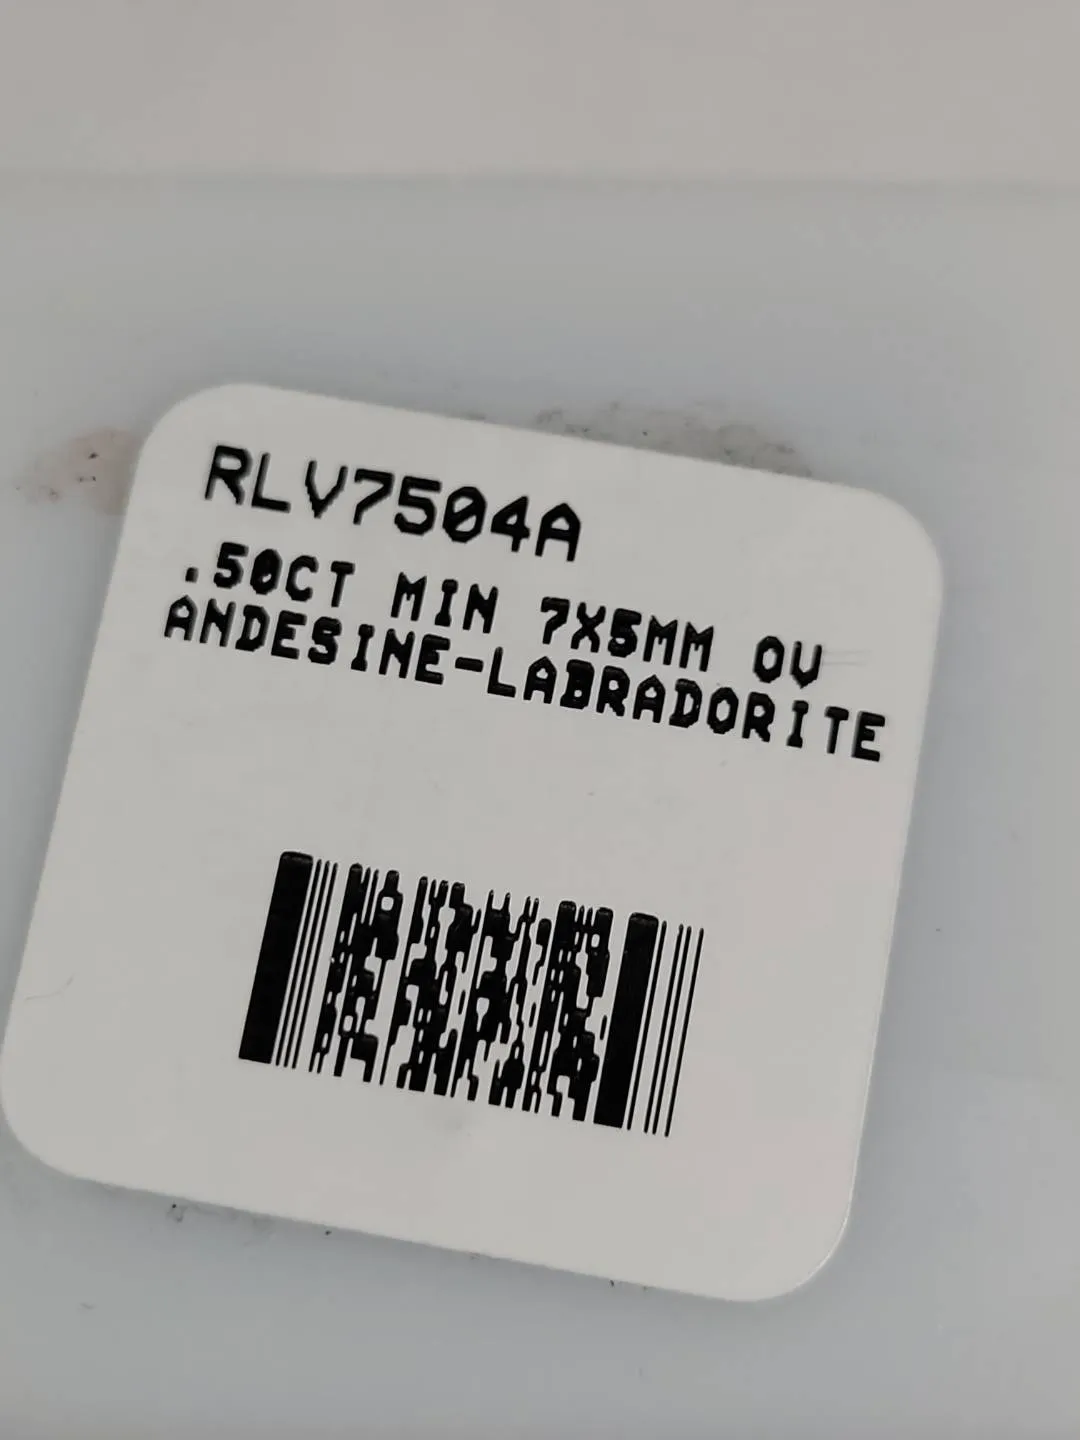 RLV7504A
.50CT MIN 7X5MM OV
ANDESINE-LABRADORITE